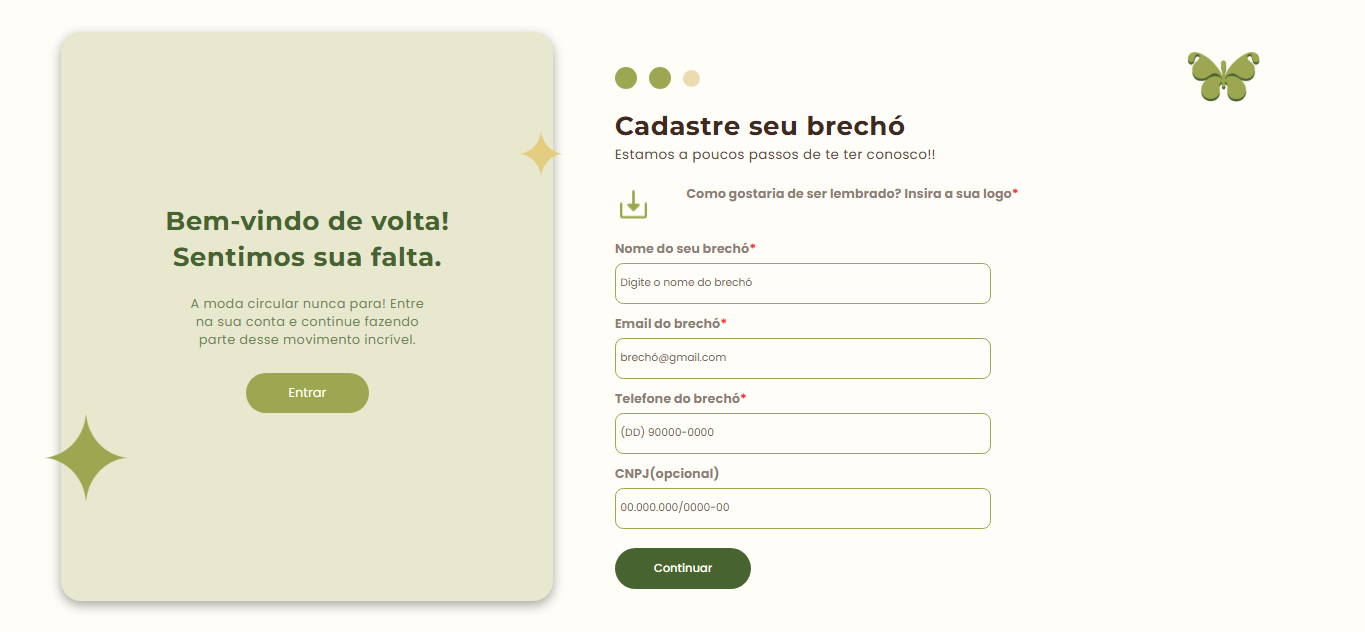 Bem-vindo de volta!
Sentimos sua falta.
A moda circular nunca para! Entre
na sua conta e continue fazendo
parte desse movimento incrível.
Entrar
Cadastre seu brechó
Estamos a poucos passos de te ter conosco!!
Como gostaria de ser lembrado? Insira a sua logo*
Nome do seu brechó*
Digite o nome do brechó
Email do brechó*
brechó@gmail.com
Telefone do brechó*
(DD) 90000-0000
CNPJ(opcional)
00.000.000/0000-00
Continuar